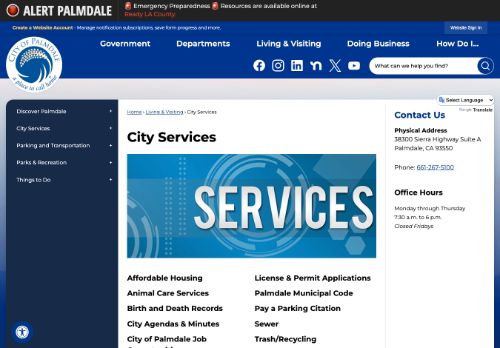 ALERT PALMDALE
🚨 Emergency Preparedness 🚨 Resources are available online at
Ready LA County.
Create a Website Account - Manage notification subscriptions, save form progress and more.
Website Sign In
CITY OF PALMDALE
a place to call home
Government
Departments
Living & Visiting
Doing Business
How Do I...
What can we help you find?
Select Language
Translate
Discover Palmdale +
City Services +
Parking and Transportation +
Parks & Recreation +
Things to Do +
Home › Living & Visiting › City Services
City Services
SERVICES
Affordable Housing
Animal Care Services
Birth and Death Records
City Agendas & Minutes
City of Palmdale Job
License & Permit Applications
Palmdale Municipal Code
Pay a Parking Citation
Sewer
Trash/Recycling
Contact Us
Physical Address
38300 Sierra Highway Suite A
Palmdale, CA 93550
Phone: 661-267-5100
Office Hours
Monday through Thursday
7:30 a.m. to 6 p.m.
Closed Fridays